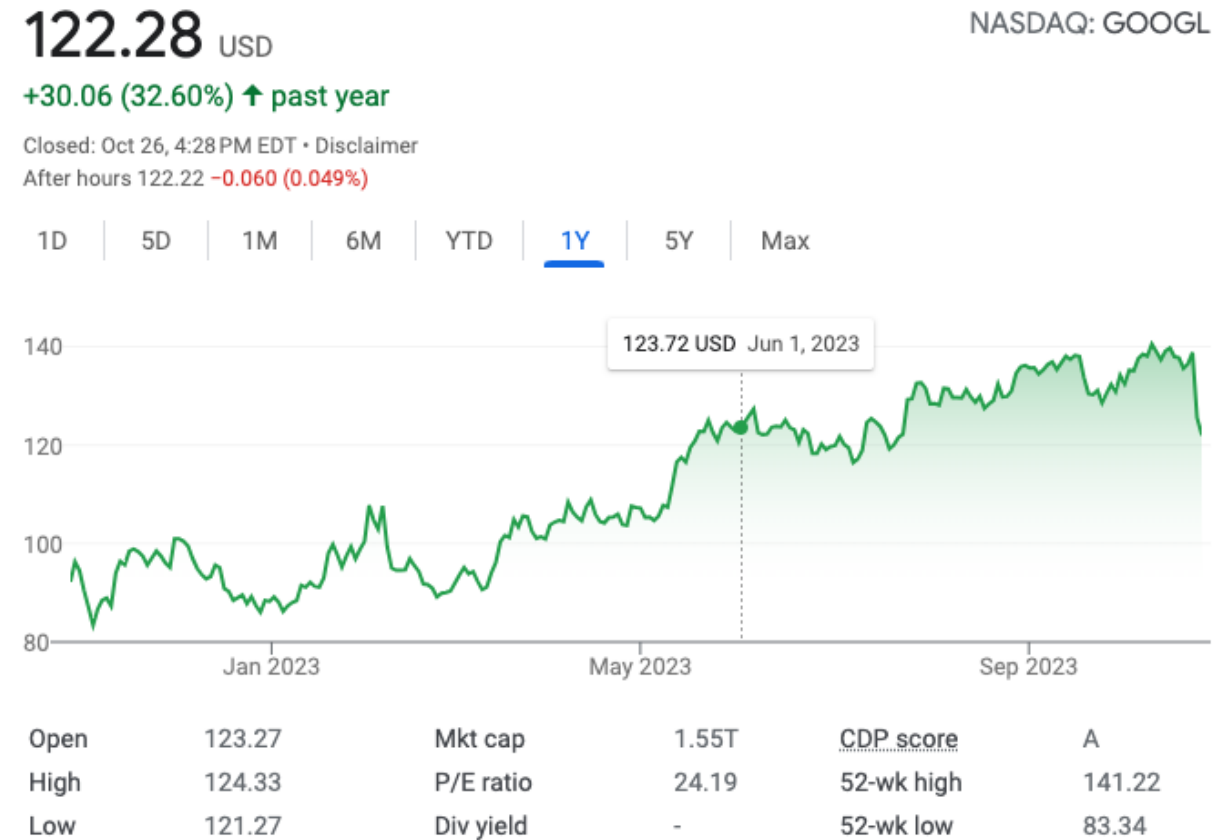 122.28 USD
NASDAQ: GOOGL
+30.06 (32.60%) ↑ past year
Closed: Oct 26, 4:28 PM EDT • Disclaimer
After hours 122.22 −0.060 (0.049%)
1D 5D 1M 6M YTD 1Y 5Y Max
123.72 USD Jun 1, 2023
140
120
100
80
Jan 2023 May 2023 Sep 2023
Open 123.27 Mkt cap 1.55T CDP score A
High 124.33 P/E ratio 24.19 52-wk high 141.22
Low 121.27 Div yield - 52-wk low 83.34